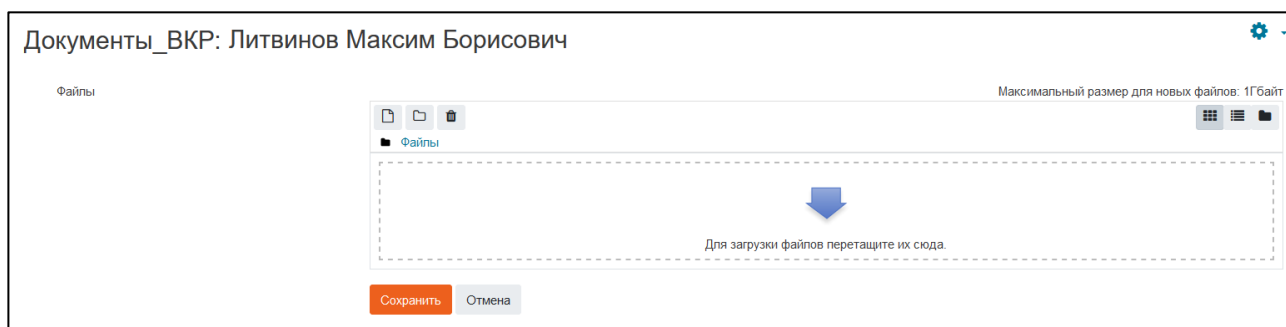 Документы_ВКР: Литвинов Максим Борисович
Файлы
Максимальный размер для новых файлов: 1Гбайт
Файлы
Для загрузки файлов перетащите их сюда.
Сохранить Отмена